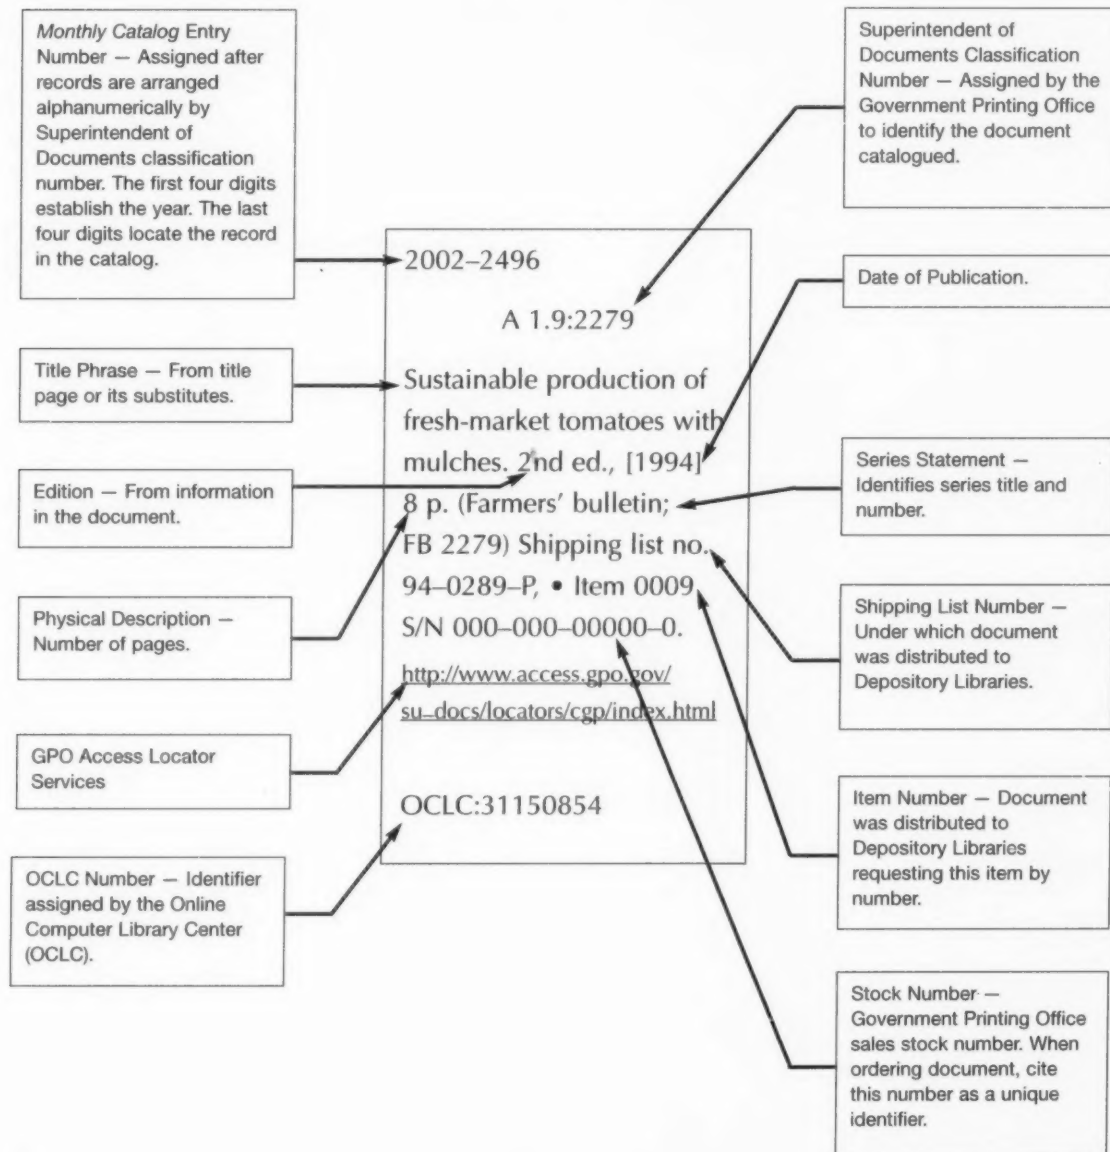 Monthly Catalog Entry
Number — Assigned after
records are arranged
alphanumerically by
Superintendent of
Documents classification
number. The first four digits
establish the year. The last
four digits locate the record
in the catalog.
Title Phrase — From title
page or its substitutes.
Edition — From information
in the document.
Physical Description —
Number of pages.
GPO Access Locator
Services
OCLC Number — Identifier
assigned by the Online
Computer Library Center
(OCLC).
2002–2496
A 1.9:2279
Sustainable production of
fresh-market tomatoes with
mulches. 2nd ed., [1994]
8 p. (Farmers' bulletin;
FB 2279) Shipping list no.
94–0289–P, • Item 0009
S/N 000–000–00000–0.
http://www.access.gpo.gov/
su_docs/locators/cgp/index.html
OCLC:31150854
Superintendent of
Documents Classification
Number — Assigned by the
Government Printing Office
to identify the document
catalogued.
Date of Publication.
Series Statement —
Identifies series title and
number.
Shipping List Number —
Under which document
was distributed to
Depository Libraries.
Item Number — Document
was distributed to
Depository Libraries
requesting this item by
number.
Stock Number —
Government Printing Office
sales stock number. When
ordering document, cite
this number as a unique
identifier.